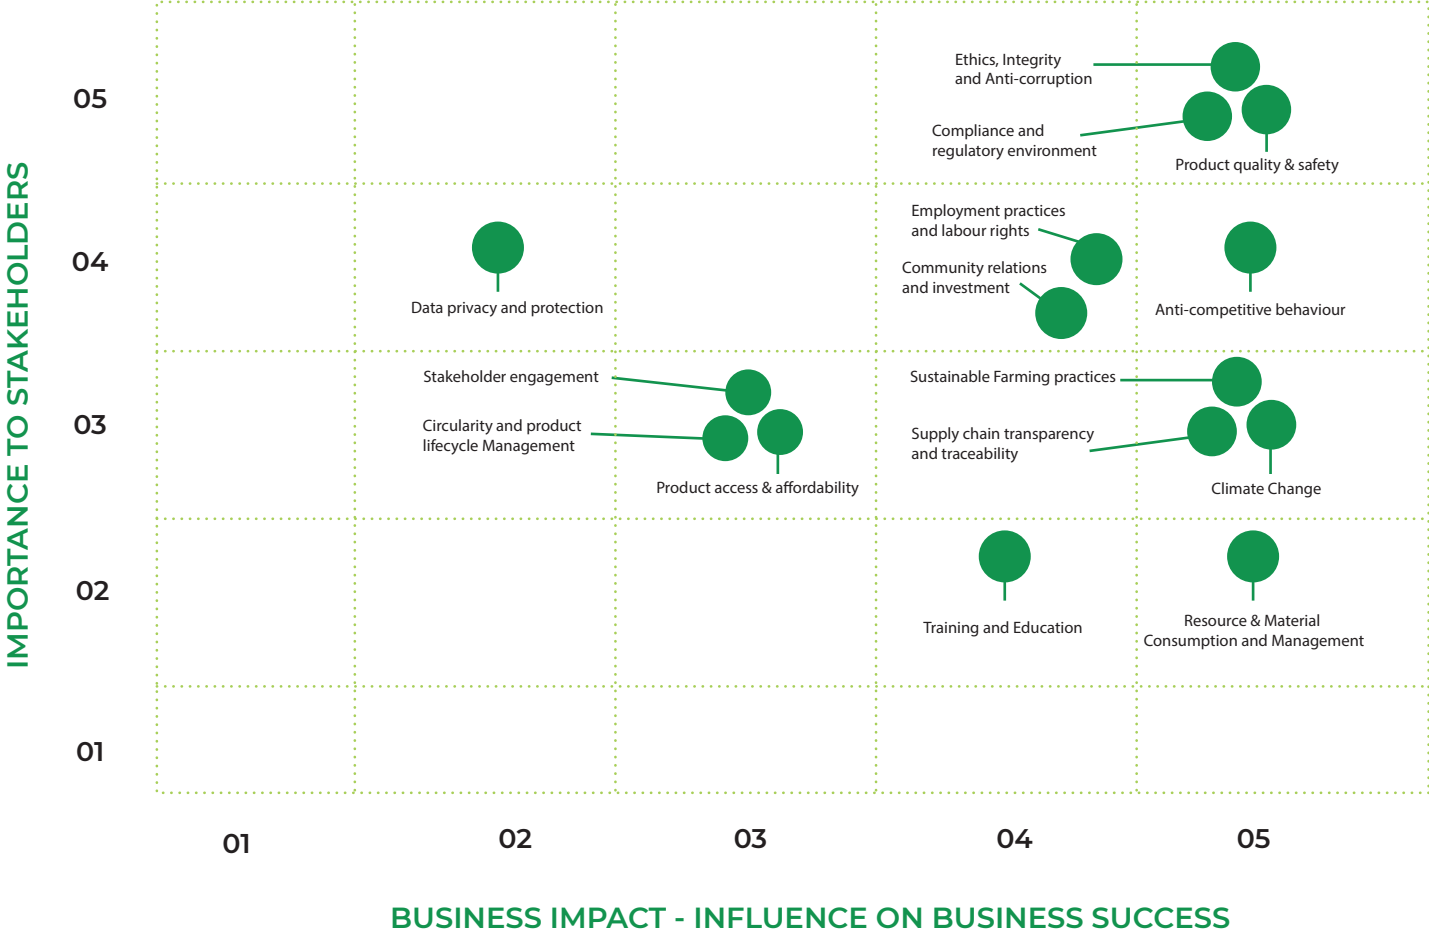 IMPORTANCE TO STAKEHOLDERS
05
Ethics, Integrity
and Anti-corruption
Compliance and
regulatory environment
Product quality & safety
04
Data privacy and protection
Employment practices
and labour rights
Community relations
and investment
Anti-competitive behaviour
03
Stakeholder engagement
Circularity and product
lifecycle Management
Product access & affordability
Sustainable Farming practices
Supply chain transparency
and traceability
Climate Change
02
Training and Education
Resource & Material
Consumption and Management
01
01
02
03
04
05
BUSINESS IMPACT - INFLUENCE ON BUSINESS SUCCESS